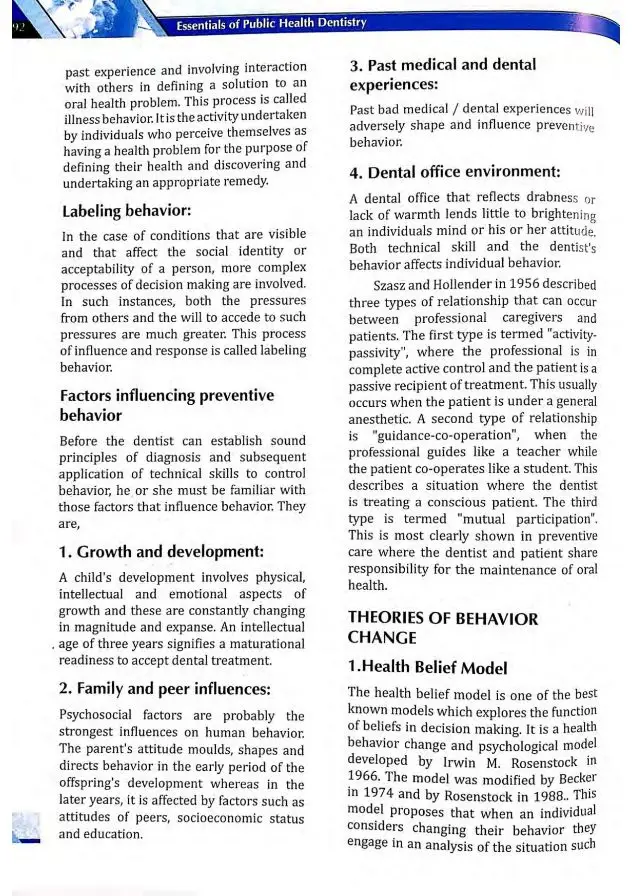 92
Essentials of Public Health Dentistry
past experience and involving interaction
with others in defining a solution to an
oral health problem. This process is called
illness behavior. It is the activity undertaken
by individuals who perceive themselves as
having a health problem for the purpose of
defining their health and discovering and
undertaking an appropriate remedy.
Labeling behavior:
In the case of conditions that are visible
and that affect the social identity or
acceptability of a person, more complex
processes of decision making are involved.
In such instances, both the pressures
from others and the will to accede to such
pressures are much greater. This process
of influence and response is called labeling
behavior.
Factors influencing preventive
behavior
Before the dentist can establish sound
principles of diagnosis and subsequent
application of technical skills to control
behavior, he or she must be familiar with
those factors that influence behavior. They
are,
1. Growth and development:
A child's development involves physical,
intellectual and emotional aspects of
growth and these are constantly changing
in magnitude and expanse. An intellectual
age of three years signifies a maturational
readiness to accept dental treatment.
2. Family and peer influences:
Psychosocial factors are probably the
strongest influences on human behavior.
The parent's attitude moulds, shapes and
directs behavior in the early period of the
offspring's development whereas in the
later years, it is affected by factors such as
attitudes of peers, socioeconomic status
and education.
3. Past medical and dental
experiences:
Past bad medical / dental experiences will
adversely shape and influence preventive
behavior.
4. Dental office environment:
A dental office that reflects drabness or
lack of warmth lends little to brightening
an individuals mind or his or her attitude.
Both technical skill and the dentist's
behavior affects individual behavior.
Szasz and Hollender in 1956 described
three types of relationship that can occur
between professional caregivers and
patients. The first type is termed "activity-
passivity", where the professional is in
complete active control and the patient is a
passive recipient of treatment. This usually
occurs when the patient is under a general
anesthetic. A second type of relationship
is "guidance-co-operation", when the
professional guides like a teacher while
the patient co-operates like a student. This
describes a situation where the dentist
is treating a conscious patient. The third
type is termed "mutual participation".
This is most clearly shown in preventive
care where the dentist and patient share
responsibility for the maintenance of oral
health.
THEORIES OF BEHAVIOR
CHANGE
1.Health Belief Model
The health belief model is one of the best
known models which explores the function
of beliefs in decision making. It is a health
behavior change and psychological model
developed by Irwin M. Rosenstock in
1966. The model was modified by Becker
in 1974 and by Rosenstock in 1988.. This
model proposes that when an individual
considers changing their behavior they
engage in an analysis of the situation such